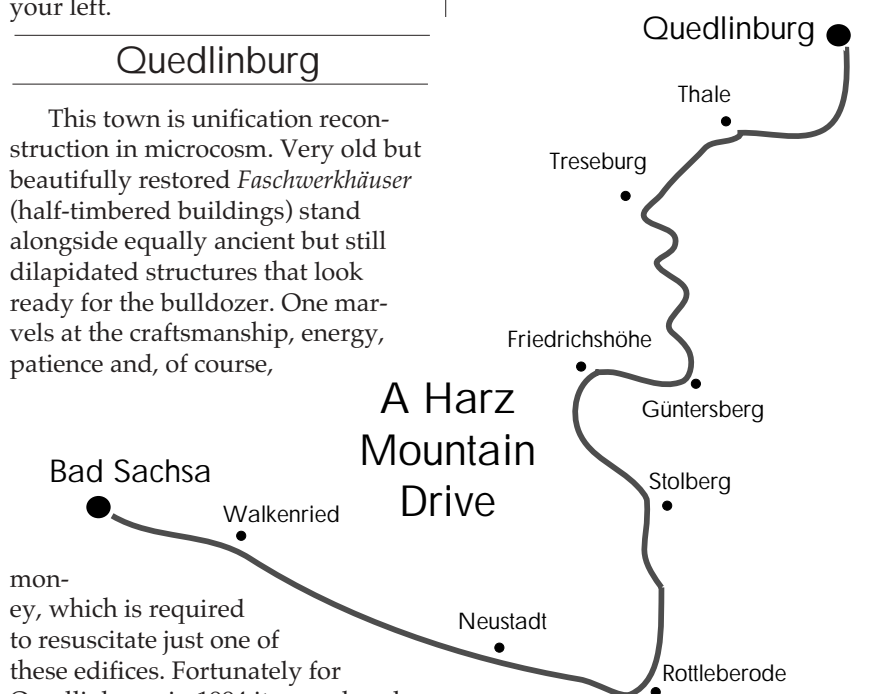 your left.
Quedlinburg
This town is unification recon-
struction in microcosm. Very old but
beautifully restored Faschwerkhäuser
(half-timbered buildings) stand
alongside equally ancient but still
dilapidated structures that look
ready for the bulldozer. One mar-
vels at the craftsmanship, energy,
patience and, of course,
mon-
ey, which is required
to resuscitate just one of
these edifices. Fortunately for
Quedlinburg
Thale
Treseburg
Friedrichshöhe
Güntersberg
A Harz
Mountain
Drive
Stolberg
Bad Sachsa
Walkenried
Neustadt
Rottleberode